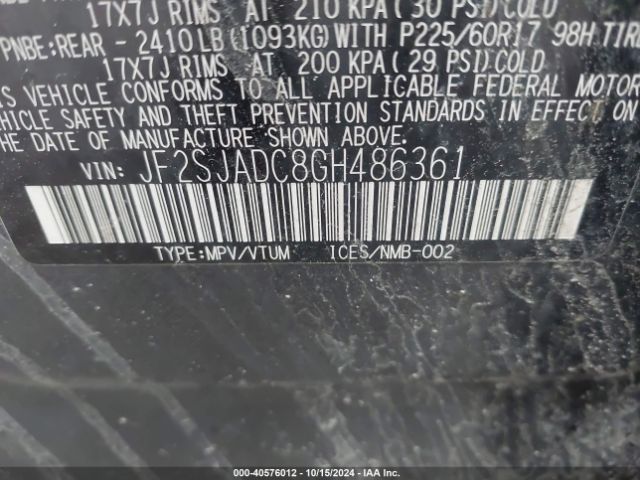 17X7J RIMS AT 210 KPA(30 PSI)COLD
PNBE:REAR - 2410LB(1093KG)WITH P225/60R17 98H TIR
17X7J RIMS AT 200 KPA(29 PSI)COLD
IS VEHICLE CONFORMS TO ALL APPLICABLE FEDERAL MOTOR
EHICLE SAFETY AND THEFT PREVENTION STANDARDS IN EFFECT ON
HE DATE OF MANUFACTURE SHOWN ABOVE.
VIN: JF2SJADC8GH486361
TYPE:MPV/VTUM ICES/NMB-002
000-40576012 - 10/15/2024 - IAA Inc.